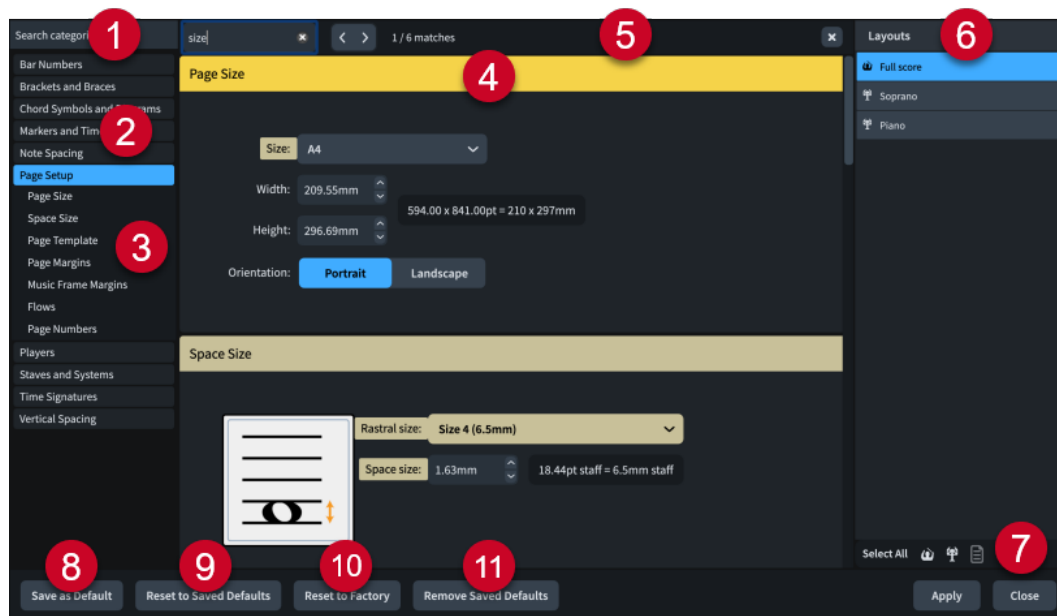 Search categor
1
size
1 / 6 matches
5
Layouts
6
Bar Numbers
Brackets and Braces
Chord Symbols and
Markers and
2
Note Spacing
Page Setup
Page Size
Space Size
Page Template
3
Page Margins
Music Frame Margins
Flows
Page Numbers
Players
Staves and Systems
Time Signatures
Vertical Spacing
Page Size
4
Size: A4
Width: 209.55mm
594.00 x 841.00pt = 210 x 297mm
Height: 296.69mm
Orientation: Portrait Landscape
Space Size
Rastral size: Size 4 (6.5mm)
Space size: 1.63mm 18.44pt staff = 6.5mm staff
Full score
Soprano
Piano
Select All
7
8
9
10
11
Save as Default Reset to Saved Defaults Reset to Factory Remove Saved Defaults Apply Close